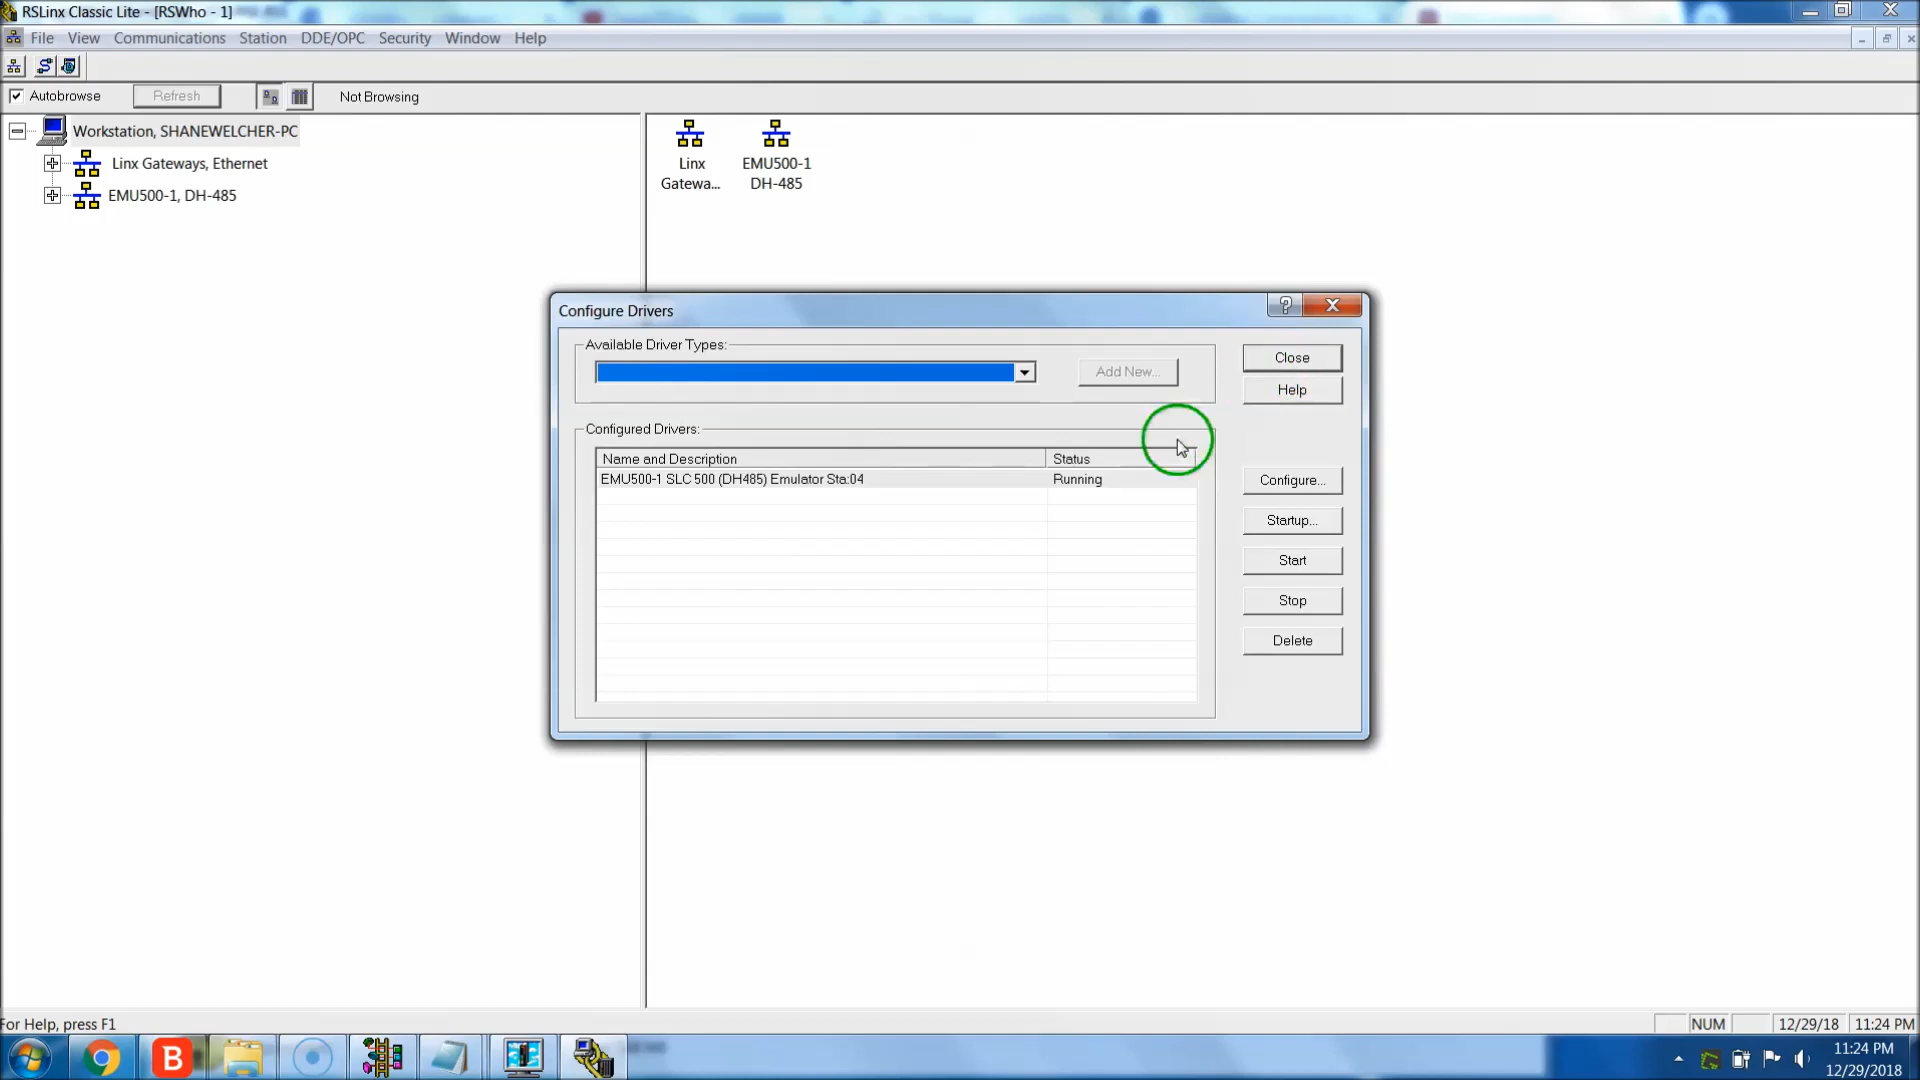 RSLinx Classic Lite - [RSWho - 1]
File View Communications Station DDE/OPC Security Window Help
Autobrowse Refresh Not Browsing
Workstation, SHANEWELCHER-PC
Linx Gateways, Ethernet
EMU500-1, DH-485
Linx
Gatewa...
EMU500-1
DH-485
Configure Drivers
Available Driver Types:
Add New...
Close
Help
Configured Drivers:
Name and Description Status
EMU500-1 SLC 500 (DH485) Emulator Sta:04 Running
Configure...
Startup...
Start
Stop
Delete
For Help, press F1
NUM 12/29/18 11:24 PM
B
11:24 PM
12/29/2018